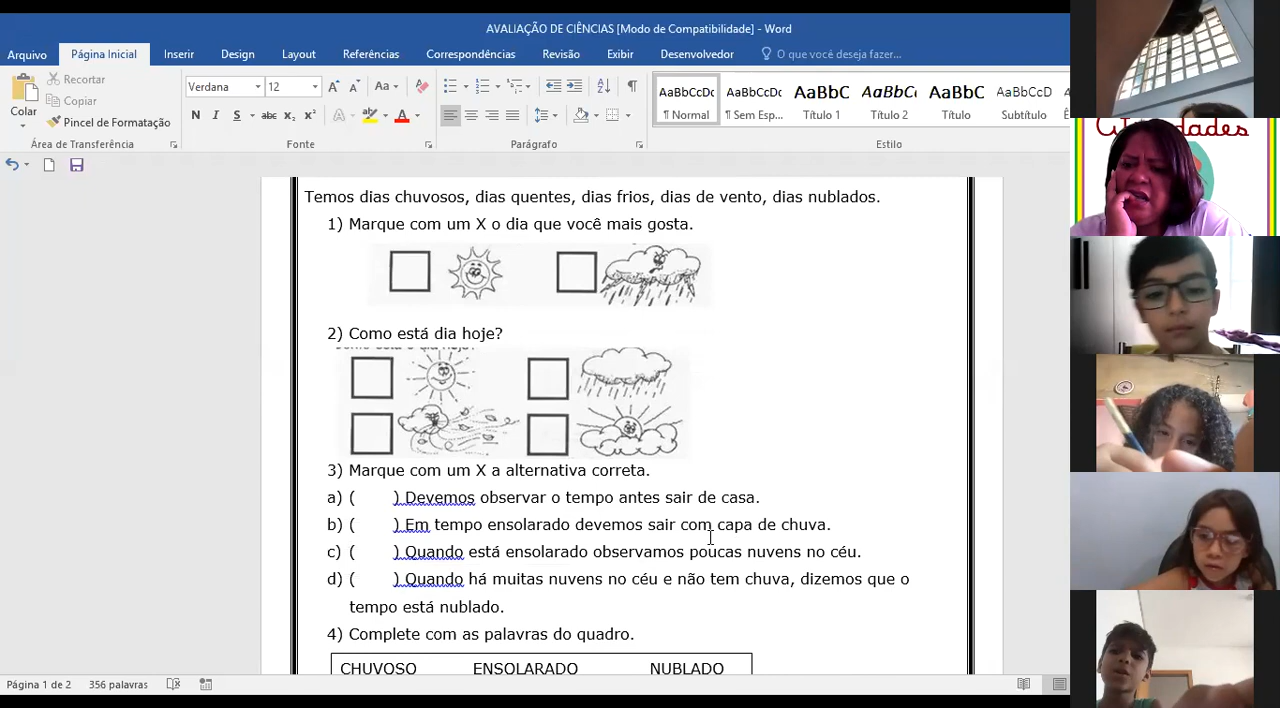 AVALIAÇÃO DE CIÊNCIAS [Modo de Compatibilidade] - Word
Arquivo Página Inicial Inserir Design Layout Referências Correspondências Revisão Exibir Desenvolvedor O que você deseja fazer...
Colar
Recortar
Copiar
Pincel de Formatação
Área de Transferência
Verdana 12
Aa
N I S abc x₂ x²
A A
Fonte
Parágrafo
AaBbCcDc AaBbCcDc AaBbC AaBbCc AaBbC AaBbCcD
¶ Normal ¶ Sem Esp... Título 1 Título 2 Título Subtítulo
Estilo
Temos dias chuvosos, dias quentes, dias frios, dias de vento, dias nublados.
1) Marque com um X o dia que você mais gosta.
2) Como está dia hoje?
3) Marque com um X a alternativa correta.
a) ( ) Devemos observar o tempo antes sair de casa.
b) ( ) Em tempo ensolarado devemos sair com capa de chuva.
c) ( ) Quando está ensolarado observamos poucas nuvens no céu.
d) ( ) Quando há muitas nuvens no céu e não tem chuva, dizemos que o
tempo está nublado.
4) Complete com as palavras do quadro.
CHUVOSO ENSOLARADO NUBLADO
Página 1 de 2 356 palavras